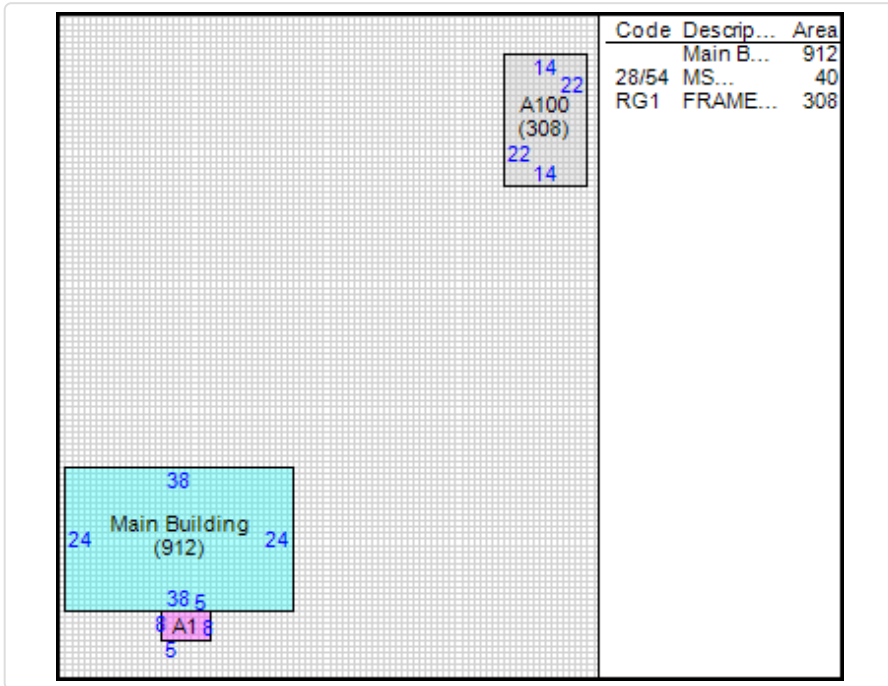 Code Descrip... Area
Main B... 912
28/54 MS... 40
RG1 FRAME... 308
14
22
A100
(308)
22
14
38
Main Building
(912)
24
24
38
5
8
A1
8
5